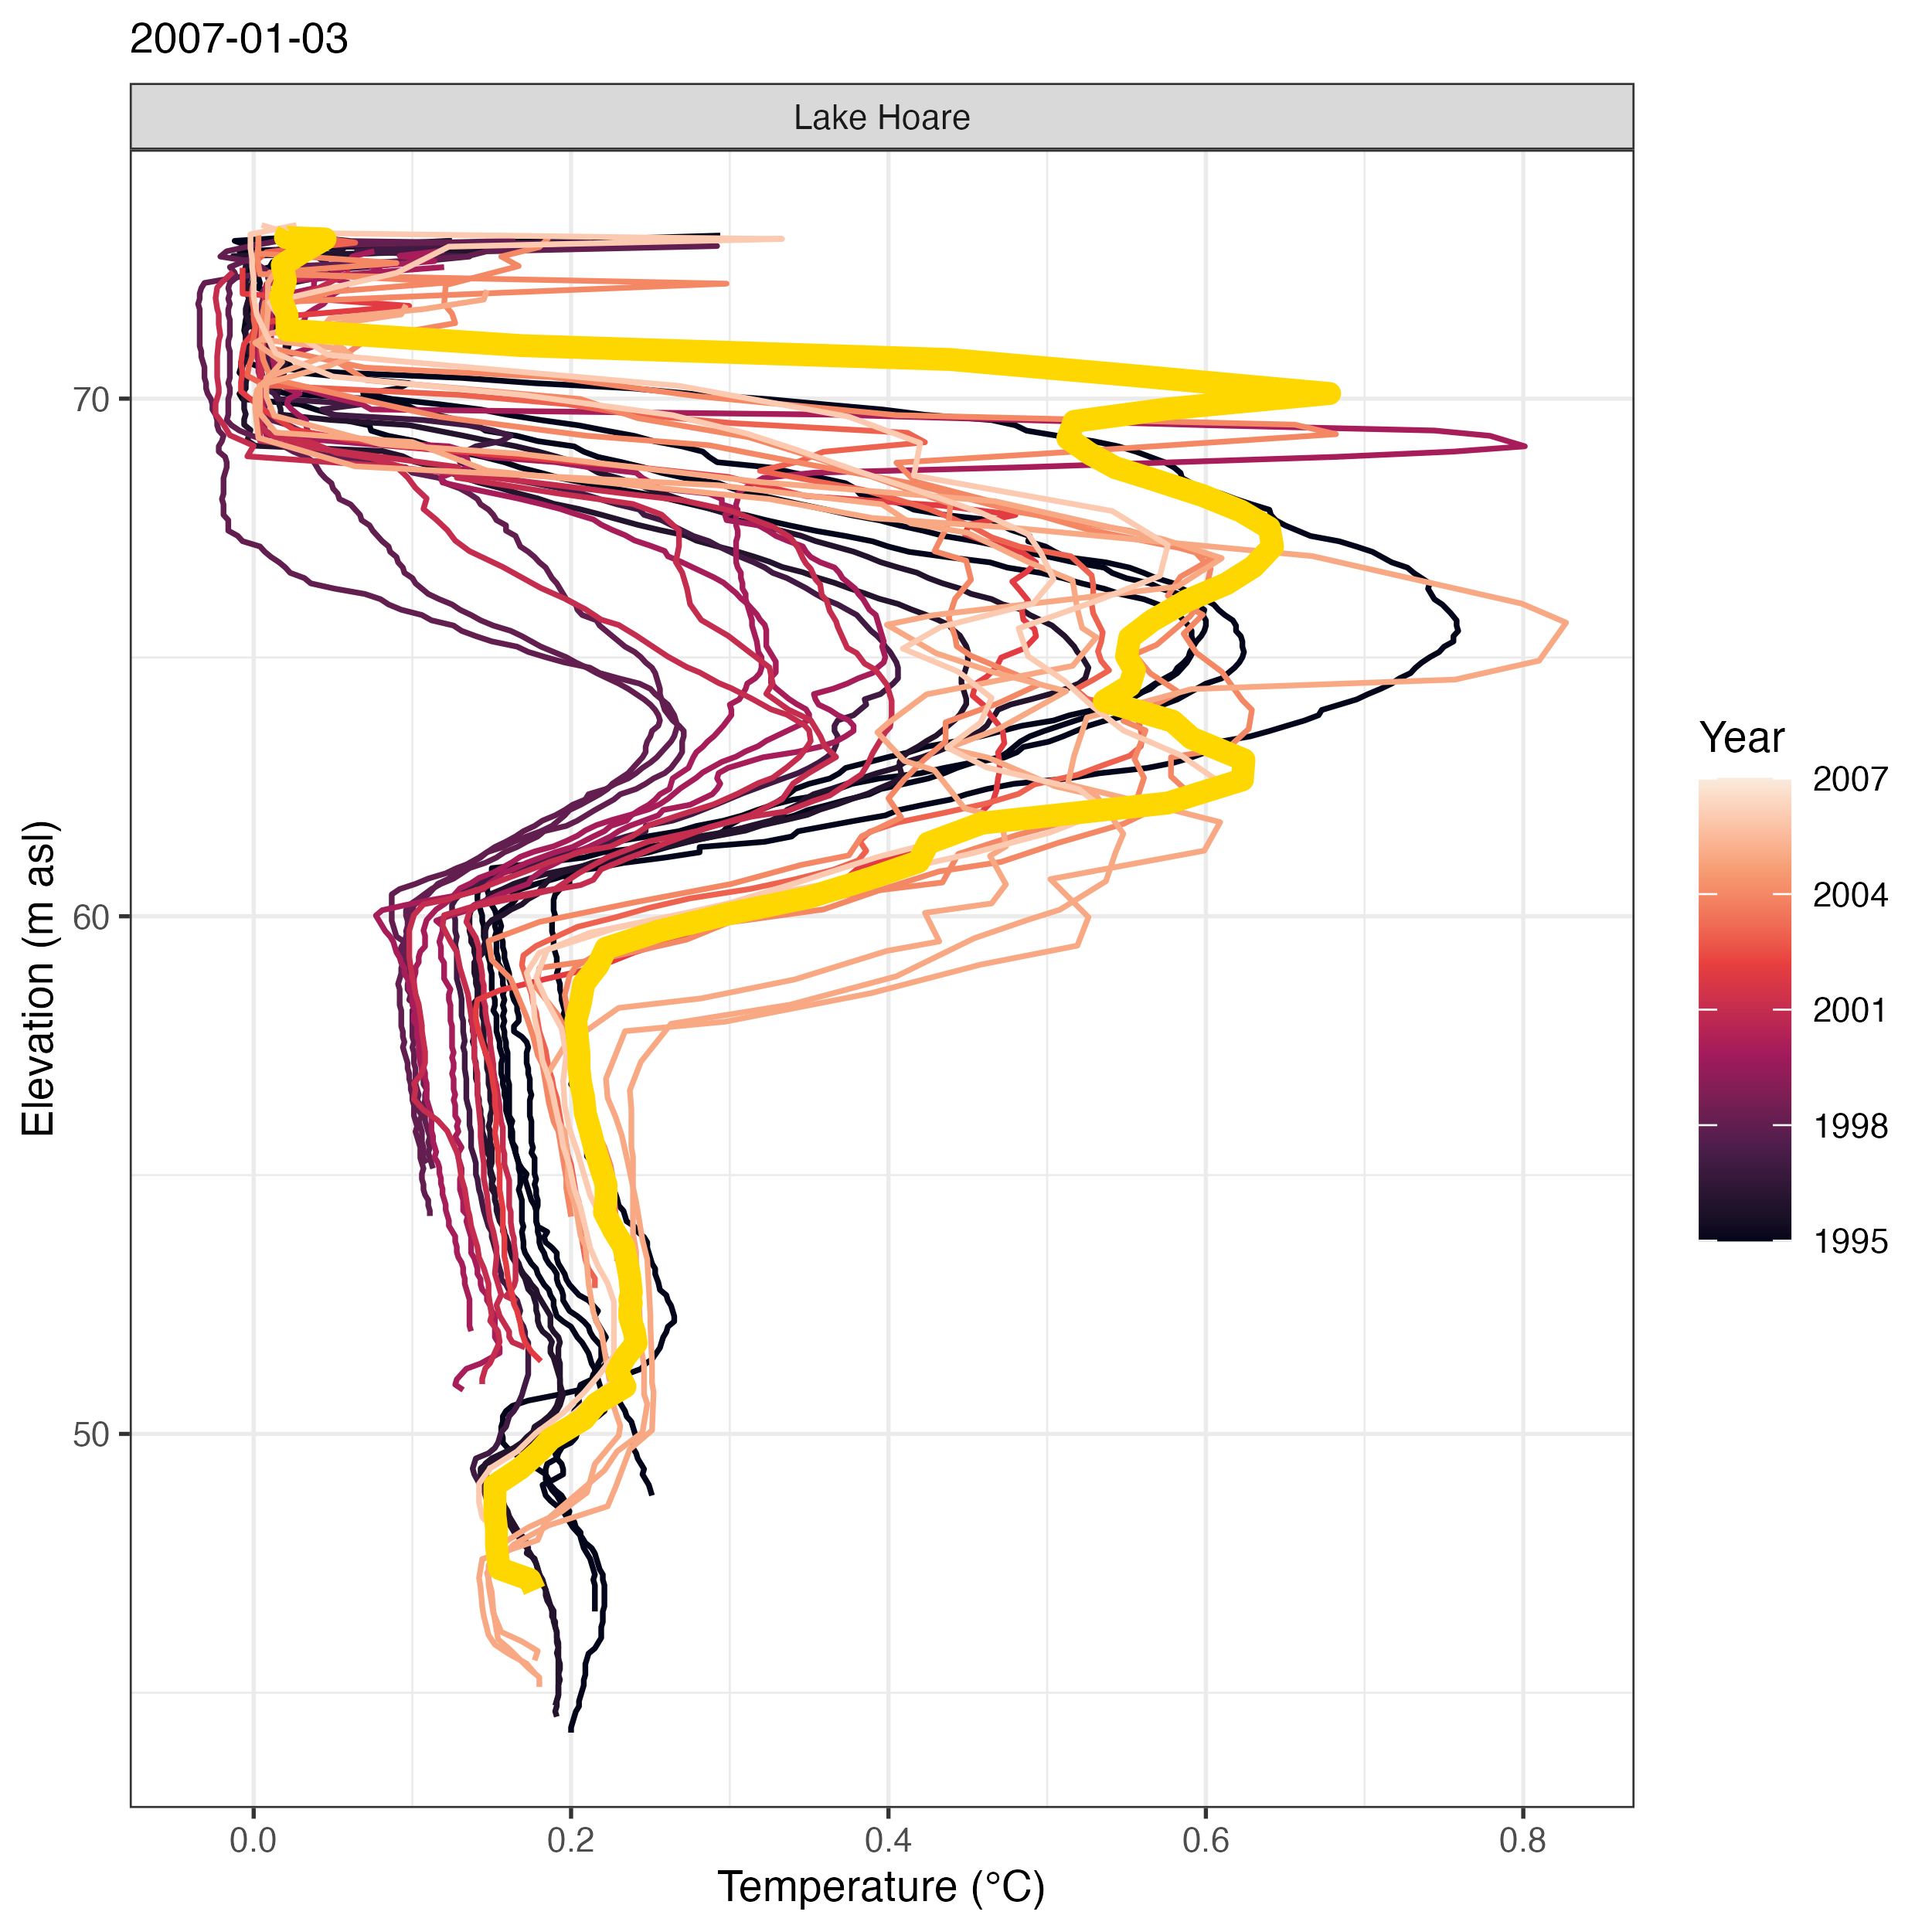 2007-01-03
Lake Hoare
70
60
50
Elevation (m asl)
0.0 0.2 0.4 0.6 0.8
Temperature (°C)
Year
2007
2004
2001
1998
1995